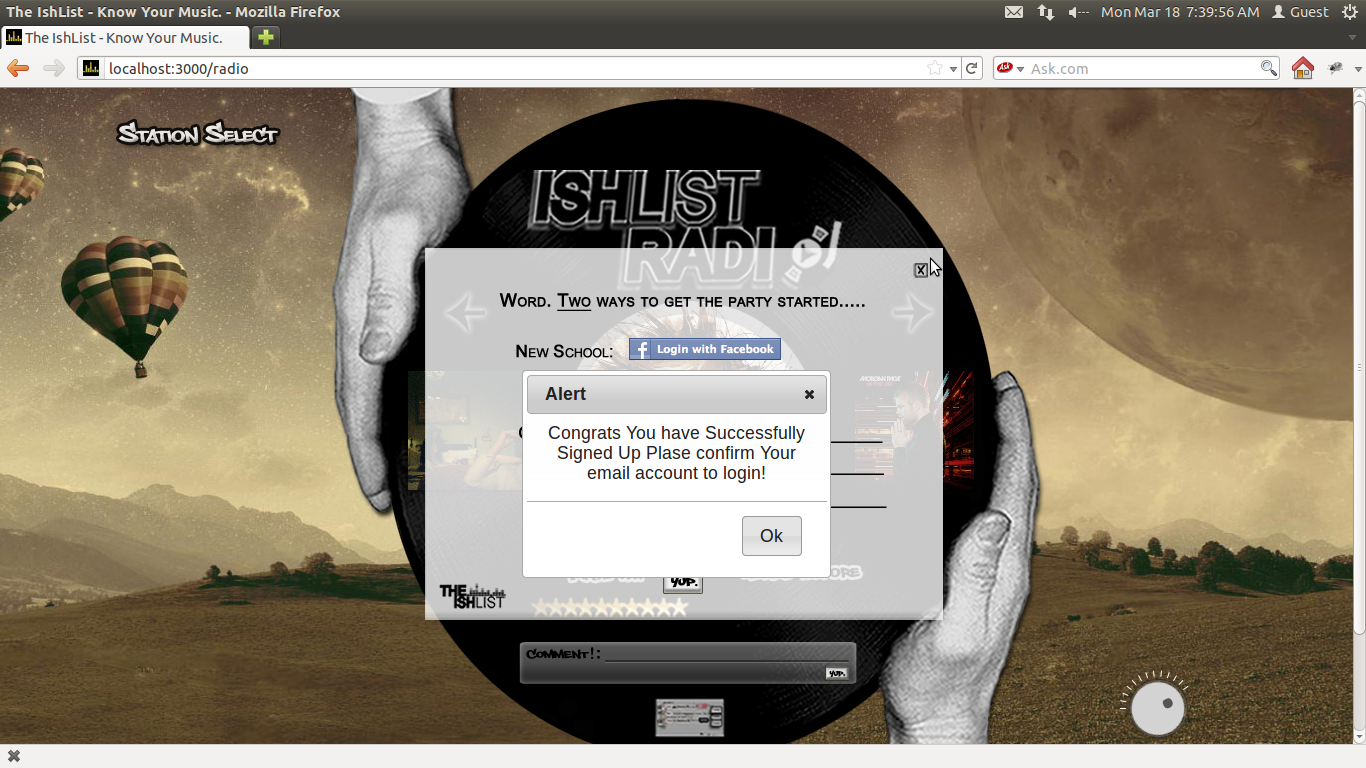 The IshList - Know Your Music. - Mozilla Firefox
Mon Mar 18 7:39:56 AM
Guest
The IshList - Know Your Music.
localhost:3000/radio
Ask
Ask.com
Station Select
ISHLIST
RADI
X
Word. Two ways to get the party started.....
New School:
f Login with Facebook
Alert
Congrats You have Successfully
Signed Up Plase confirm Your
email account to login!
Ok
YUP.
THE
ISHLIST
Comment!:
YUP.